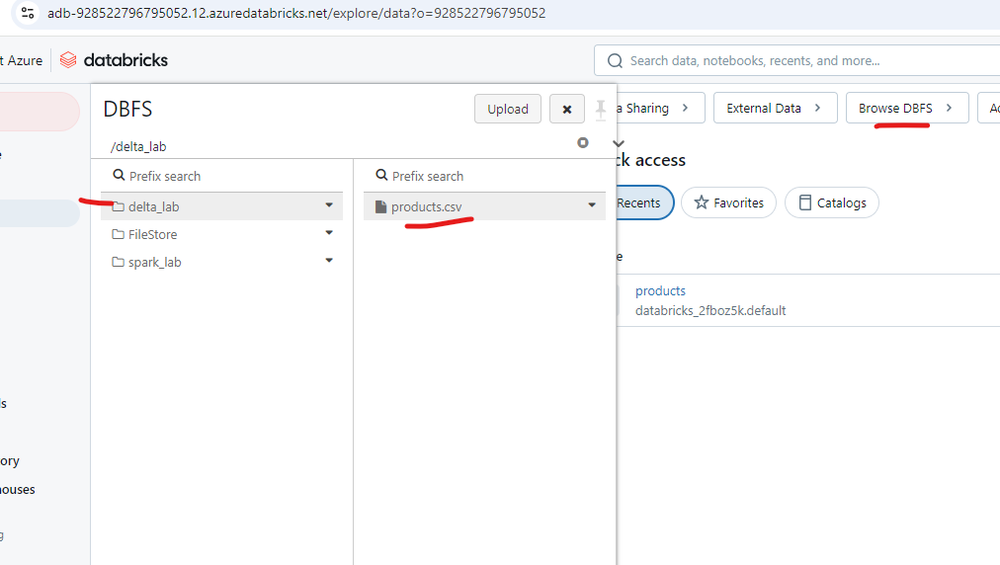 adb-928522796795052.12.azuredatabricks.net/explore/data?o=928522796795052
t Azure databricks
Search data, notebooks, recents, and more...
DBFS Upload
a Sharing External Data Browse DBFS
/delta_lab
ck access
Prefix search Prefix search
delta_lab products.csv
Recents Favorites Catalogs
FileStore
spark_lab
e
products
databricks_2fboz5k.default
ls
ory
houses
g